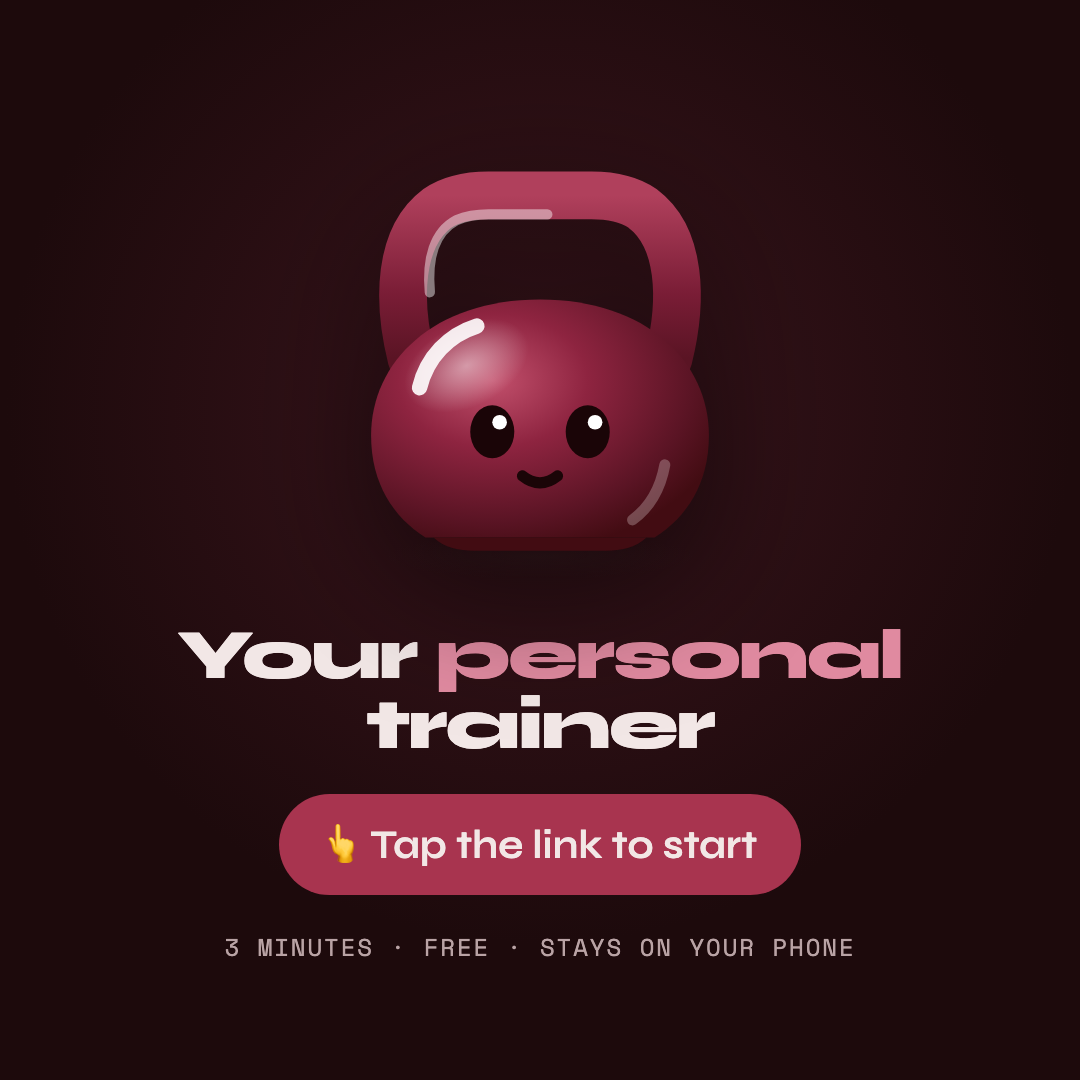 Your personal
trainer
👆 Tap the link to start
3 MINUTES · FREE · STAYS ON YOUR PHONE